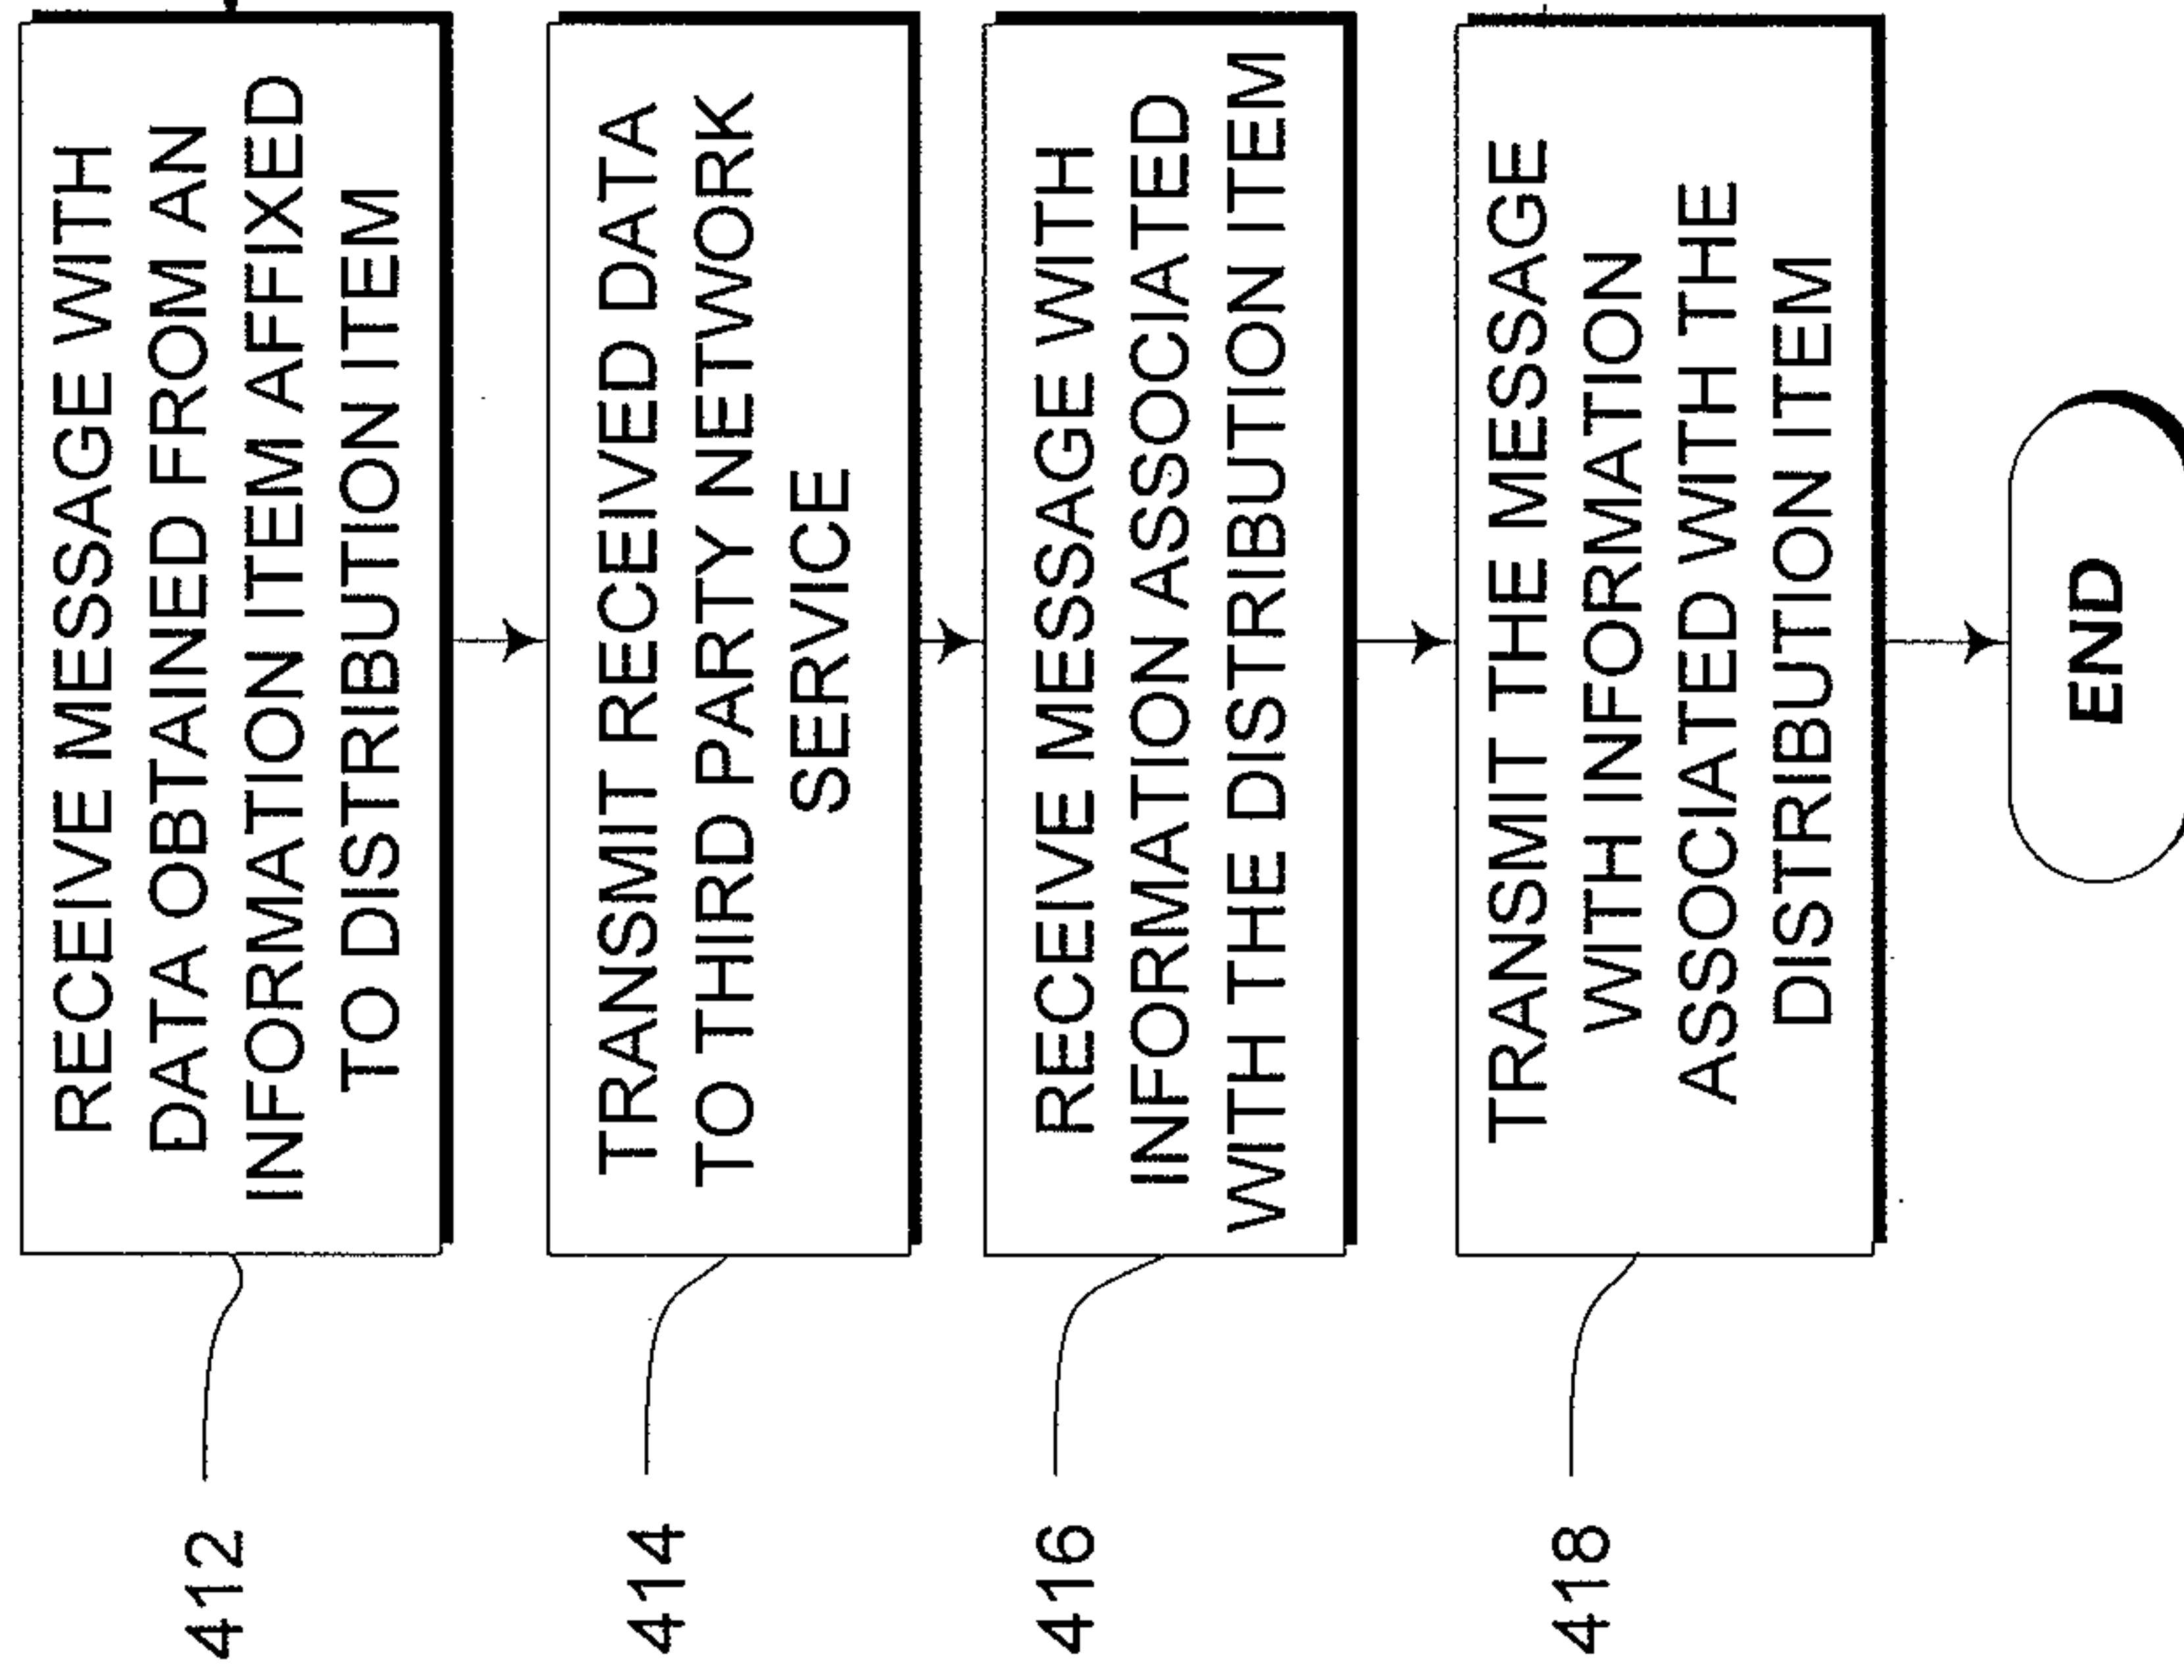 412
RECEIVE MESSAGE WITH
DATA OBTAINED FROM AN
INFORMATION ITEM AFFIXED
TO DISTRIBUTION ITEM
414
TRANSMIT RECEIVED DATA
TO THIRD PARTY NETWORK
SERVICE
416
RECEIVE MESSAGE WITH
INFORMATION ASSOCIATED
WITH THE DISTRIBUTION ITEM
418
TRANSMIT THE MESSAGE
WITH INFORMATION
ASSOCIATED WITH THE
DISTRIBUTION ITEM
END